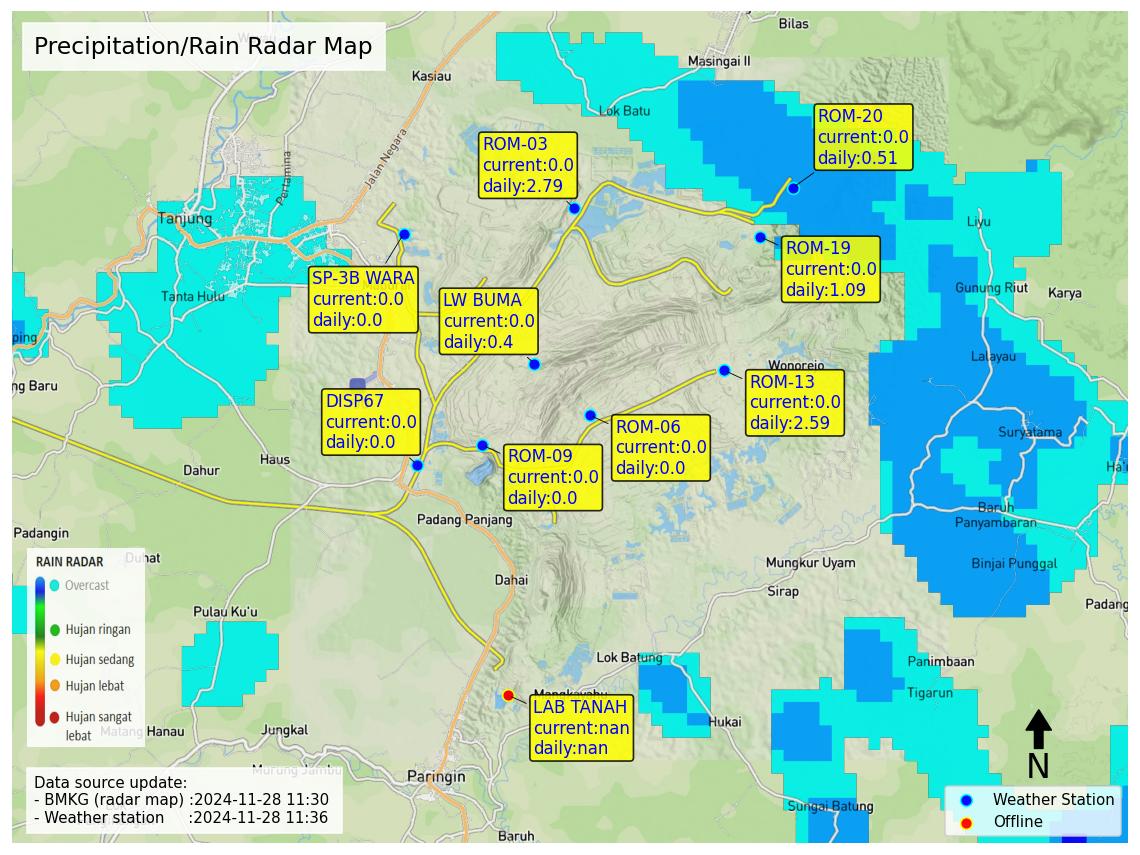 Precipitation/Rain Radar Map
Bilas
Masingai II
Kasiau
Lok Batu
Jalan Negara
Pertamina
ROM-20
current:0.0
daily:0.51
ROM-03
current:0.0
daily:2.79
Tanjung
Liyu
ROM-19
current:0.0
daily:1.09
SP-3B WARA
current:0.0
daily:0.0
LW BUMA
current:0.0
daily:0.4
Tanta Hulu
Gunung Riut
Karya
ping
Lalayau
Wonorejo
ng Baru
ROM-13
current:0.0
daily:2.59
DISP67
current:0.0
daily:0.0
ROM-06
current:0.0
daily:0.0
Suryatama
ROM-09
current:0.0
daily:0.0
Haus
Dahur
Baruh
Panyambaran
Padang Panjang
Padangin
Duhat
Mungkur Uyam
Binjai Punggal
Dahai
Sirap
Padang
Pulau Ku'u
RAIN RADAR
Overcast
Hujan ringan
Hujan sedang
Hujan lebat
Hujan sangat
lebat
Lok Batung
Panimbaan
Tigarun
Mangkayahu
LAB TANAH
current:nan
daily:nan
Hukai
Matang Hanau
Jungkal
Murung Jambu
Paringin
N
Data source update:
- BMKG (radar map) :2024-11-28 11:30
- Weather station :2024-11-28 11:36
Sungai Batung
Baruh
Weather Station
Offline